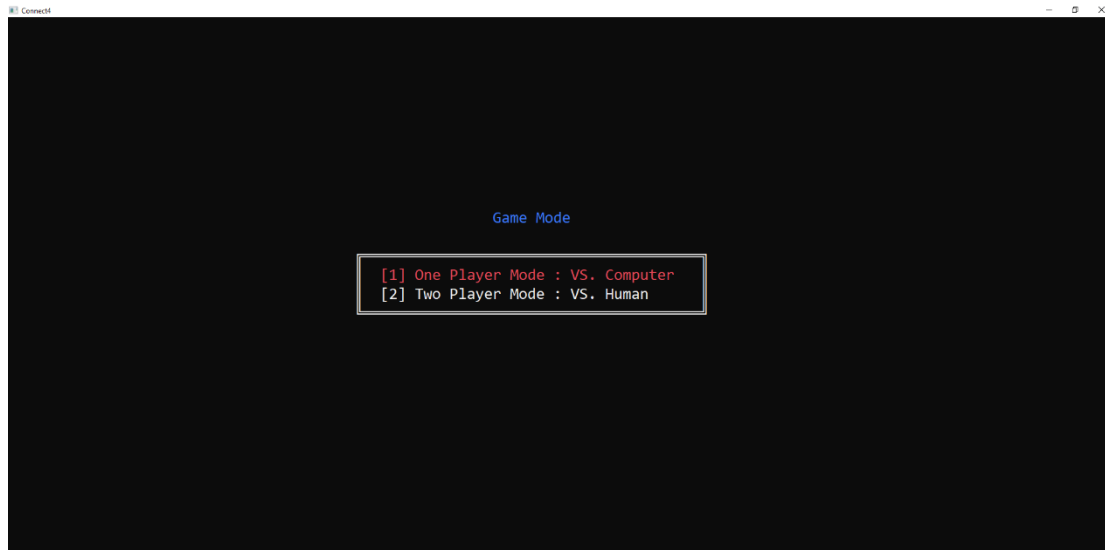 Connect4
Game Mode
[1] One Player Mode : VS. Computer
[2] Two Player Mode : VS. Human